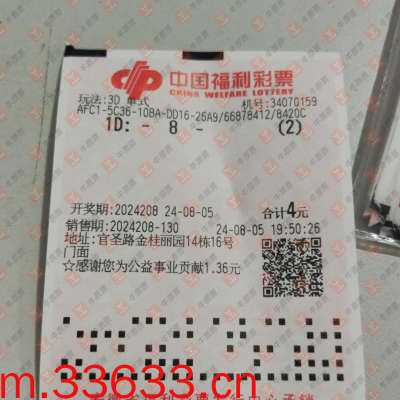 中国福利彩票
CHINA WELFARE LOTTERY
玩法:3D 单式 机号:34070159
AFC1-5C36-108A-DD16-26A9/66878412/8420C
1D: - 8 - (2)
开奖期:2024208 24-08-05 合计4元
销售期:2024208-130 24-08-05 19:50:26
地址:官圣路金桂丽园14栋16号
门面
☆感谢您为公益事业贡献1.36元
m.33633.cn